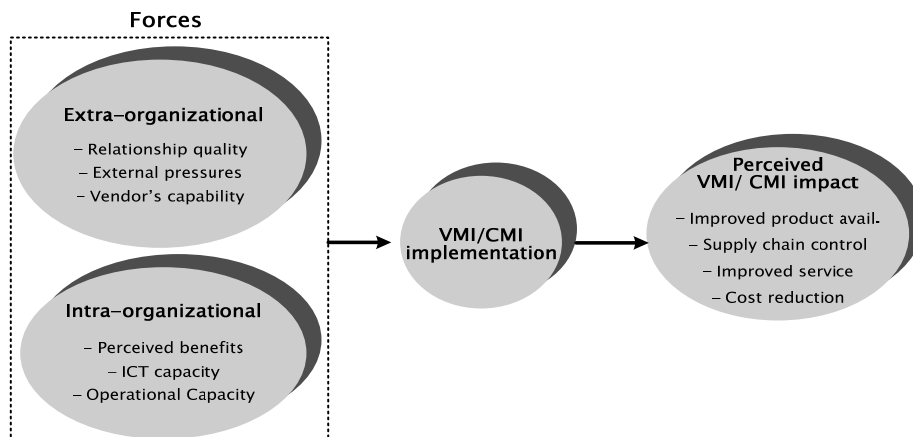 Forces
Extra–organizational
– Relationship quality
– External pressures
– Vendor's capability
Intra–organizational
– Perceived benefits
– ICT capacity
– Operational Capacity
VMI/CMI
implementation
Perceived
VMI/ CMI impact
– Improved product avail.
– Supply chain control
– Improved service
– Cost reduction